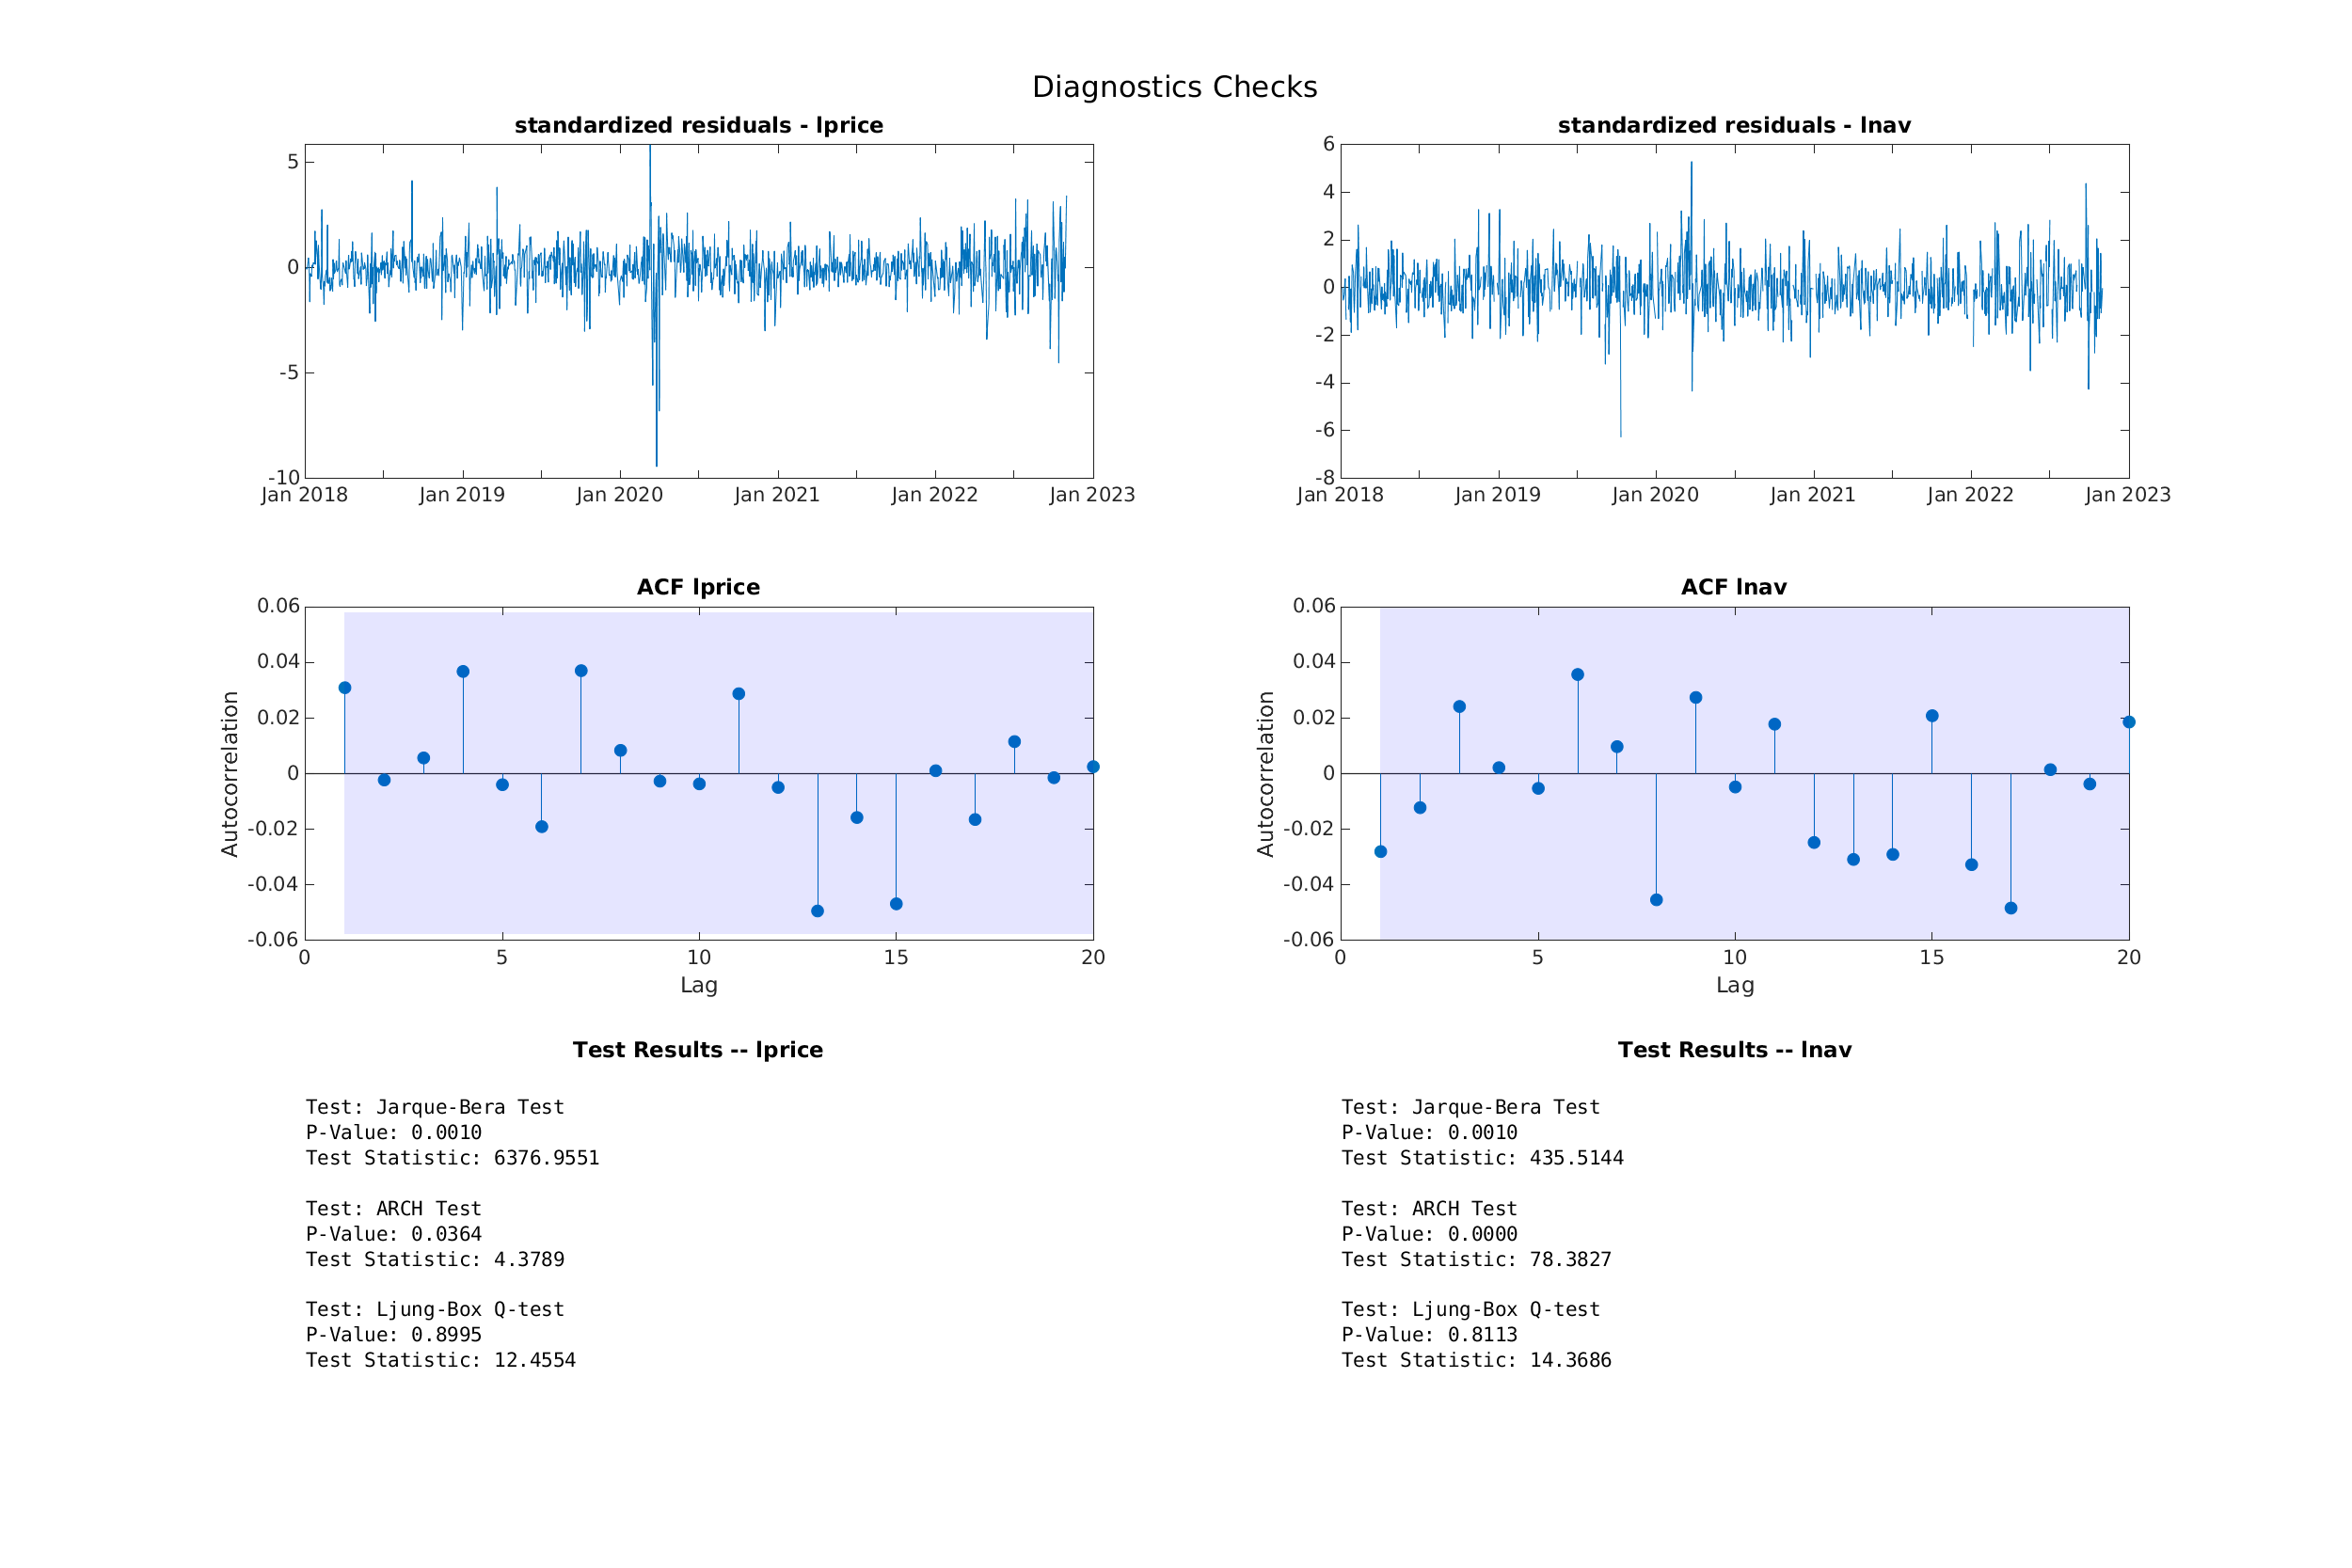 Diagnostics Checks
standardized residuals - lprice
5
0
-5
-10
Jan 2018 Jan 2019 Jan 2020 Jan 2021 Jan 2022 Jan 2023
standardized residuals - lnav
6
4
2
0
-2
-4
-6
-8
Jan 2018 Jan 2019 Jan 2020 Jan 2021 Jan 2022 Jan 2023
ACF lprice
Autocorrelation
0.06
0.04
0.02
0
-0.02
-0.04
-0.06
0 5 10 15 20
Lag
ACF lnav
Autocorrelation
0.06
0.04
0.02
0
-0.02
-0.04
-0.06
0 5 10 15 20
Lag
Test Results -- lprice
Test: Jarque-Bera Test
P-Value: 0.0010
Test Statistic: 6376.9551
Test: ARCH Test
P-Value: 0.0364
Test Statistic: 4.3789
Test: Ljung-Box Q-test
P-Value: 0.8995
Test Statistic: 12.4554
Test Results -- lnav
Test: Jarque-Bera Test
P-Value: 0.0010
Test Statistic: 435.5144
Test: ARCH Test
P-Value: 0.0000
Test Statistic: 78.3827
Test: Ljung-Box Q-test
P-Value: 0.8113
Test Statistic: 14.3686